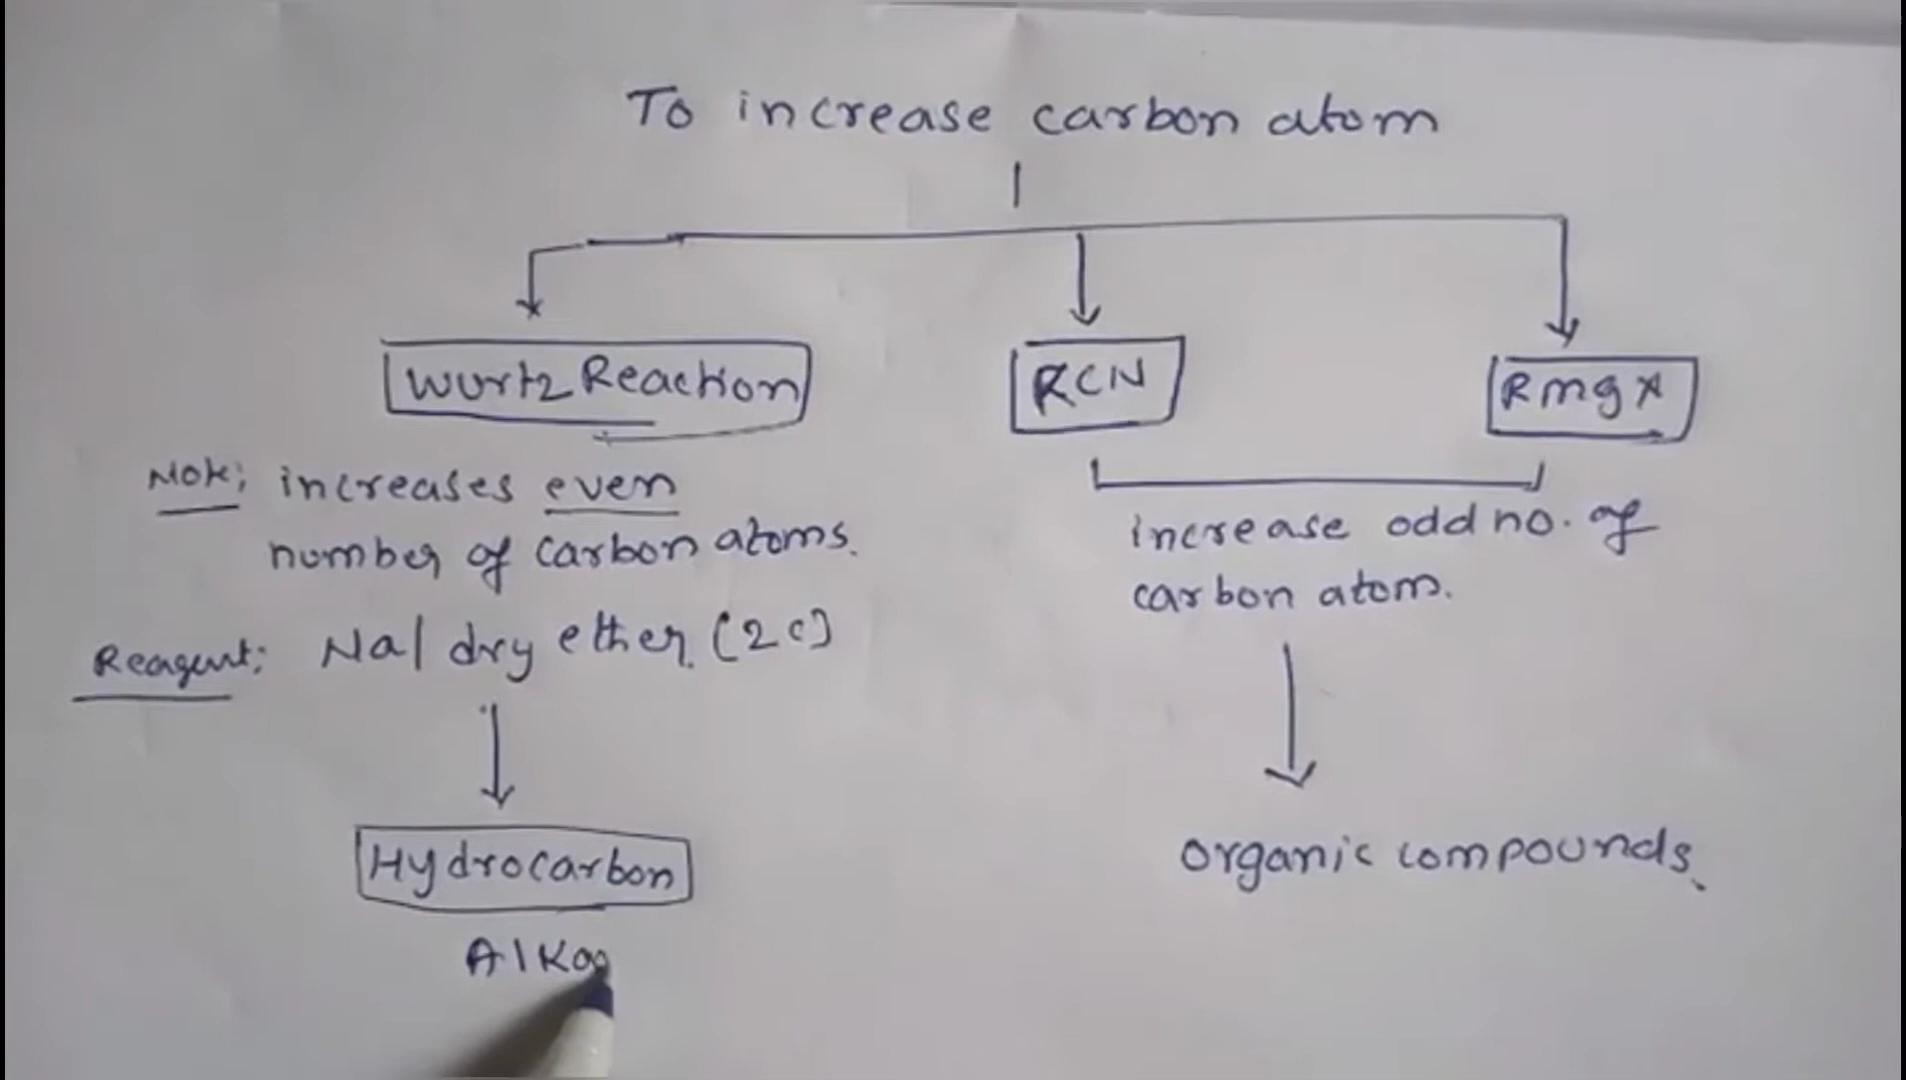 To increase carbon atom
Wurtz Reaction
RCN
RmgX
Note; increases even
number of carbon atoms.
Reagent: Na/dry ether (2c)
Hydrocarbon
Alka
increase odd no. of
carbon atom.
organic compounds.